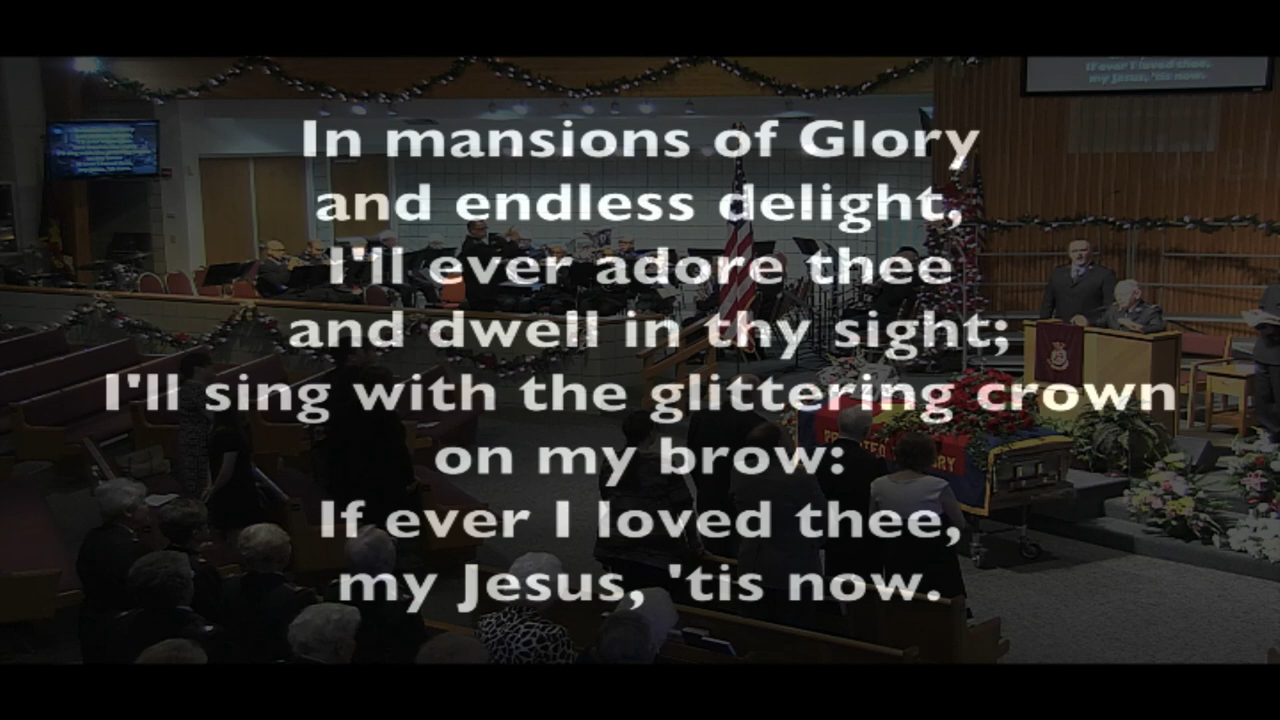 In mansions of Glory
and endless delight,
I'll ever adore thee
and dwell in thy sight;
I'll sing with the glittering crown
on my brow:
If ever I loved thee,
my Jesus, 'tis now.
If ever I loved thee,
my Jesus, 'tis now.